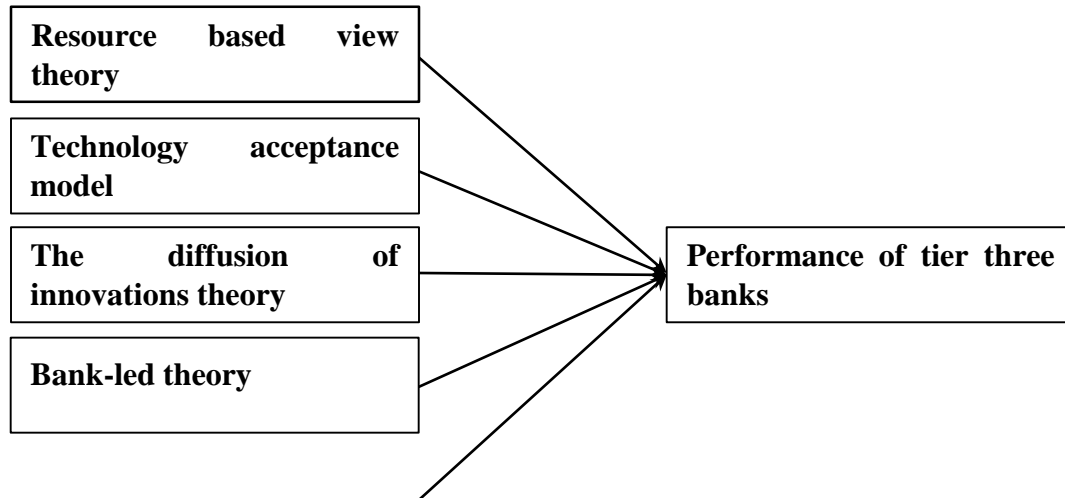 Resource based view
theory
Technology acceptance
model
The diffusion of
innovations theory
Bank-led theory
Performance of tier three
banks